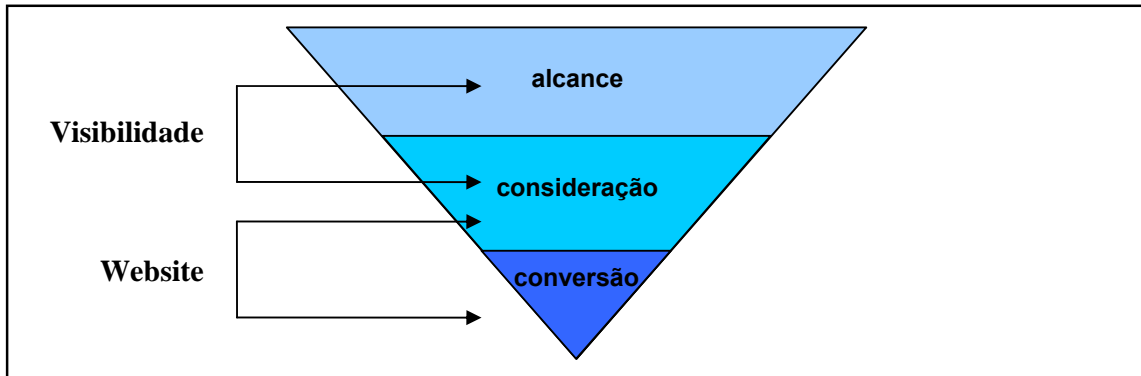 alcance
Visibilidade
consideração
Website
conversão